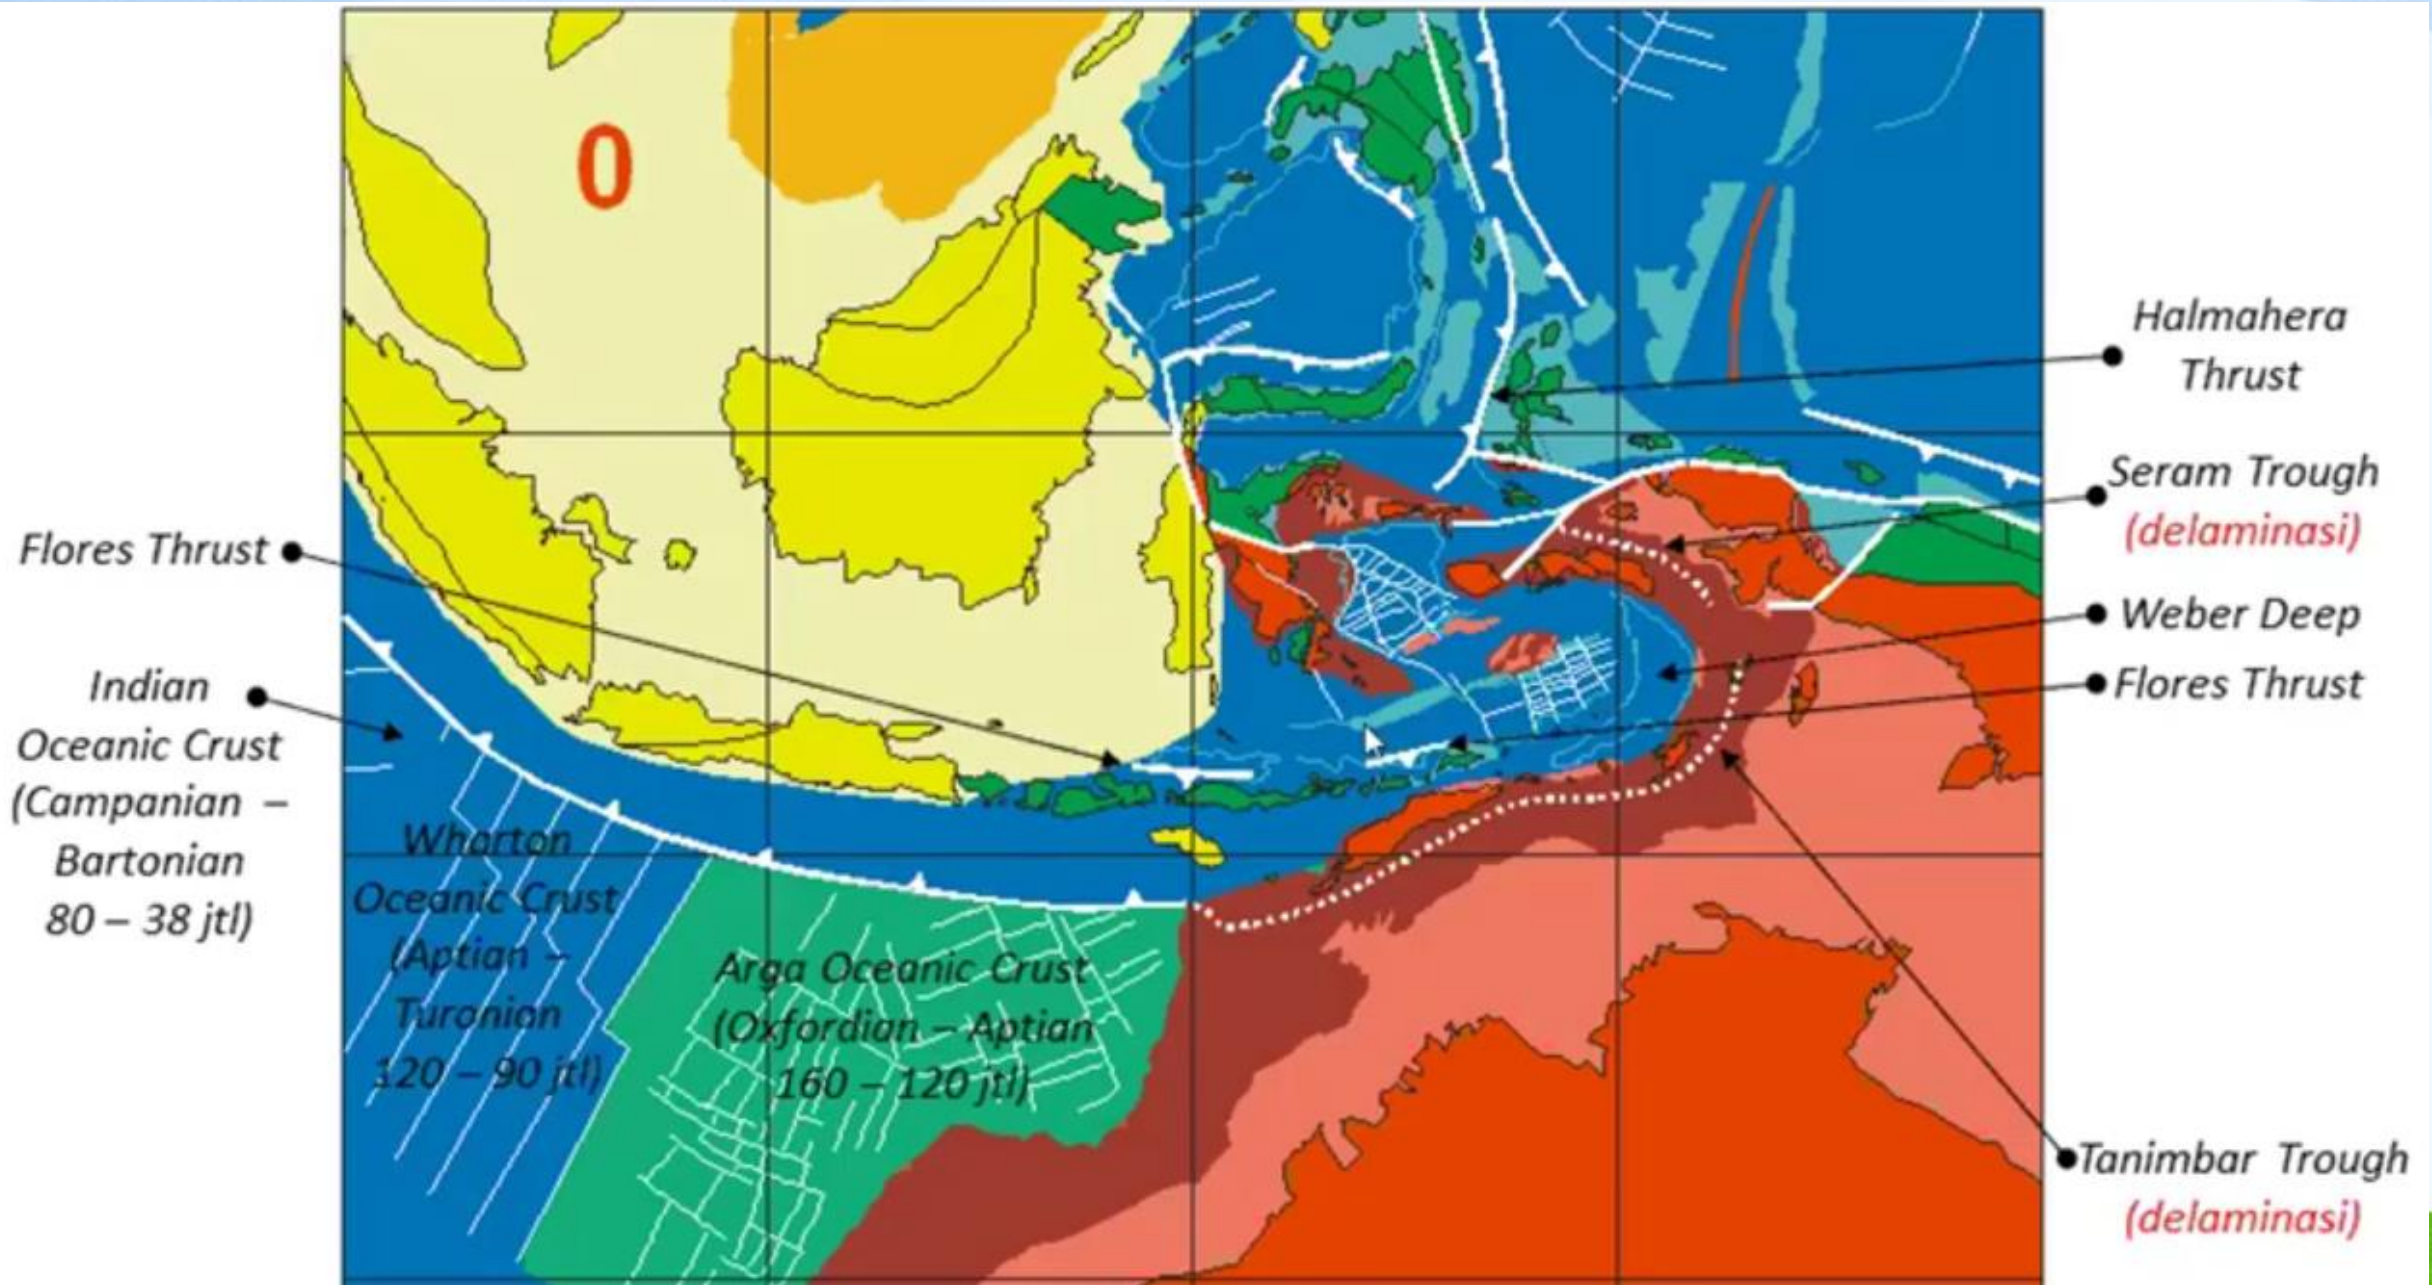 0
Halmahera
Thrust
Seram Trough
(delaminasi)
Weber Deep
Flores Thrust
Tanimbar Trough
(delaminasi)
Flores Thrust
Indian
Oceanic Crust
(Campanian –
Bartonian
80 – 38 jtl)
Wharton
Oceanic Crust
(Aptian –
Turonian
120 – 90 jtl)
Arga Oceanic Crust
(Oxfordian – Aptian
160 – 120 jtl)